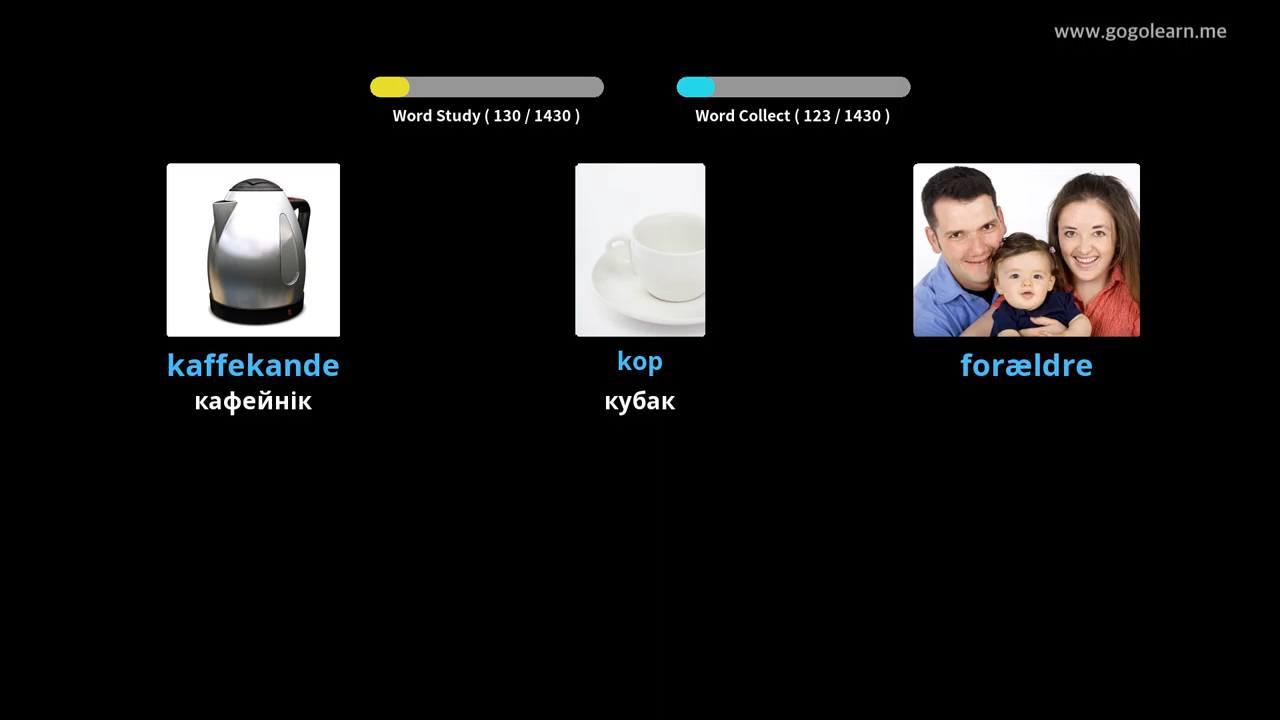 www.gogolearn.me
Word Study ( 130 / 1430 )
Word Collect ( 123 / 1430 )
kaffekande
кафейнік
kop
кубак
forældre